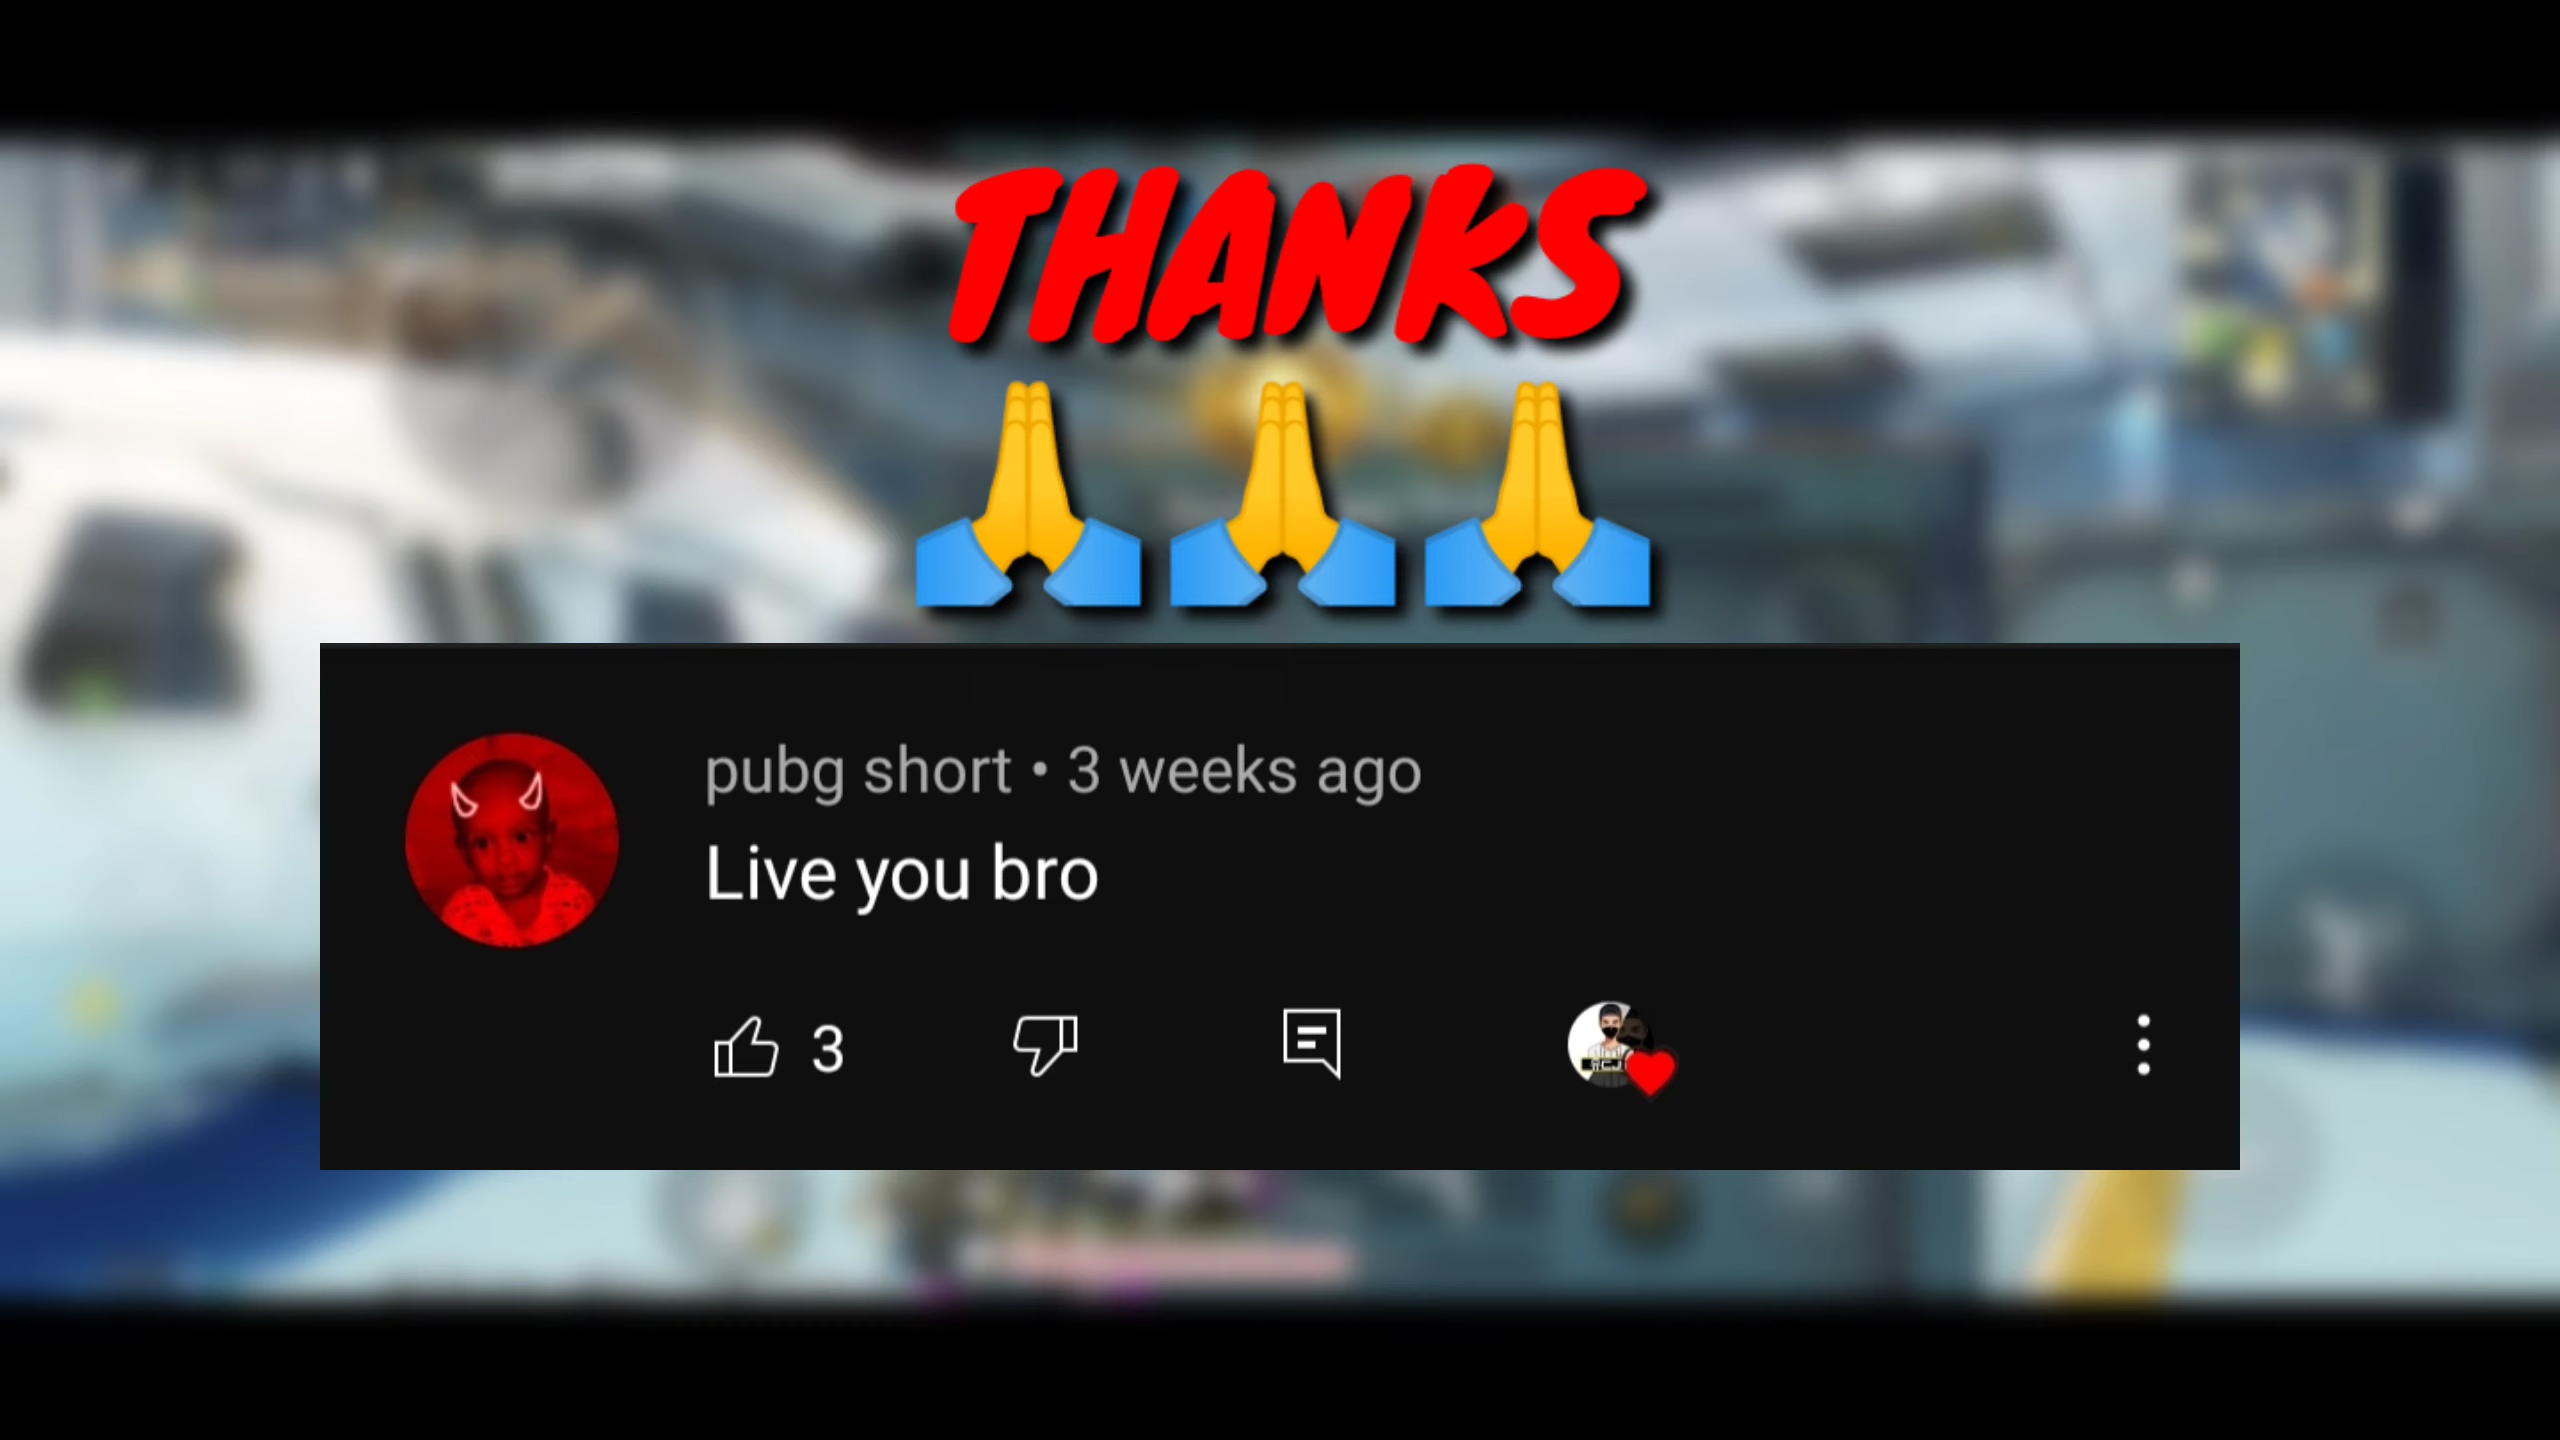 THANKS
🙏🙏🙏
pubg short • 3 weeks ago
Live you bro
3